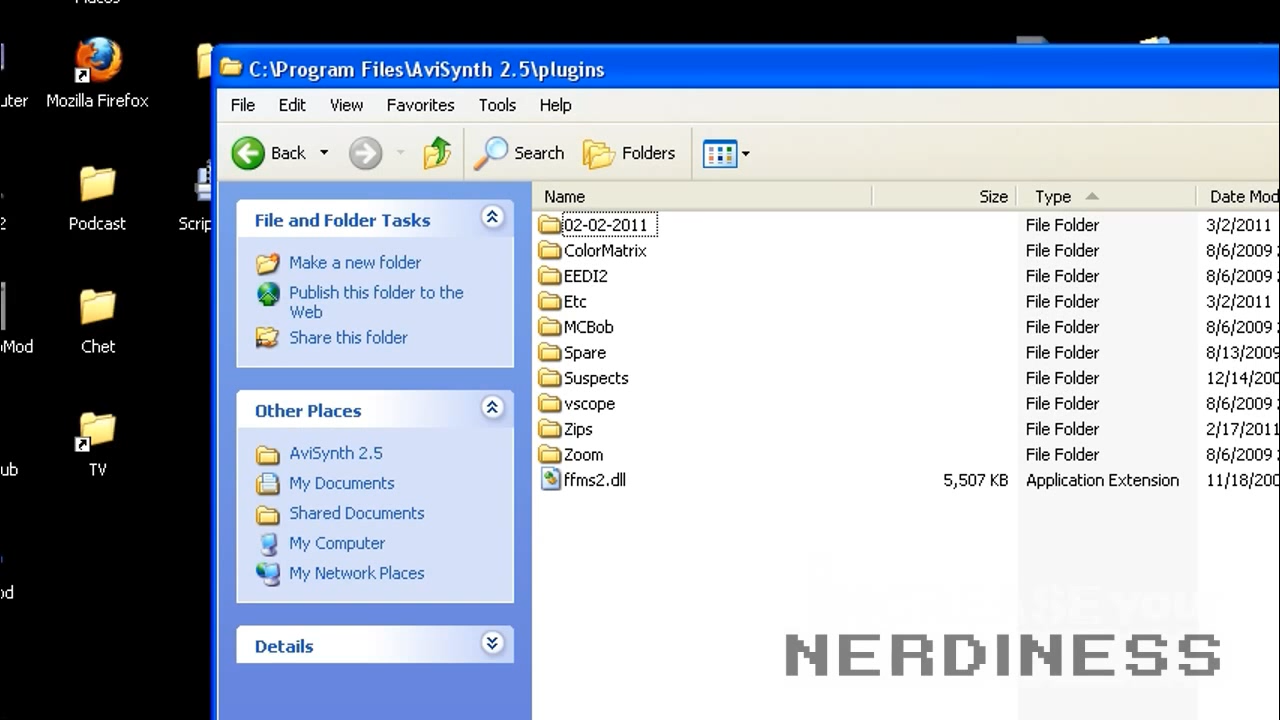 Mozilla Firefox
Podcast
Scrip
Chet
TV
uter
2
Mod
ub
od
C:\Program Files\AviSynth 2.5\plugins
File Edit View Favorites Tools Help
Back Search Folders
Name Size Type Date Mod
02-02-2011 File Folder 3/2/2011
ColorMatrix File Folder 8/6/2009
EEDI2 File Folder 8/6/2009
Etc File Folder 3/2/2011
MCBob File Folder 8/6/2009
Spare File Folder 8/13/2009
Suspects File Folder 12/14/200
vscope File Folder 8/6/2009
Zips File Folder 2/17/2011
Zoom File Folder 8/6/2009
ffms2.dll 5,507 KB Application Extension 11/18/200
File and Folder Tasks
Make a new folder
Publish this folder to the
Web
Share this folder
Other Places
AviSynth 2.5
My Documents
Shared Documents
My Computer
My Network Places
Details
NERDINESS